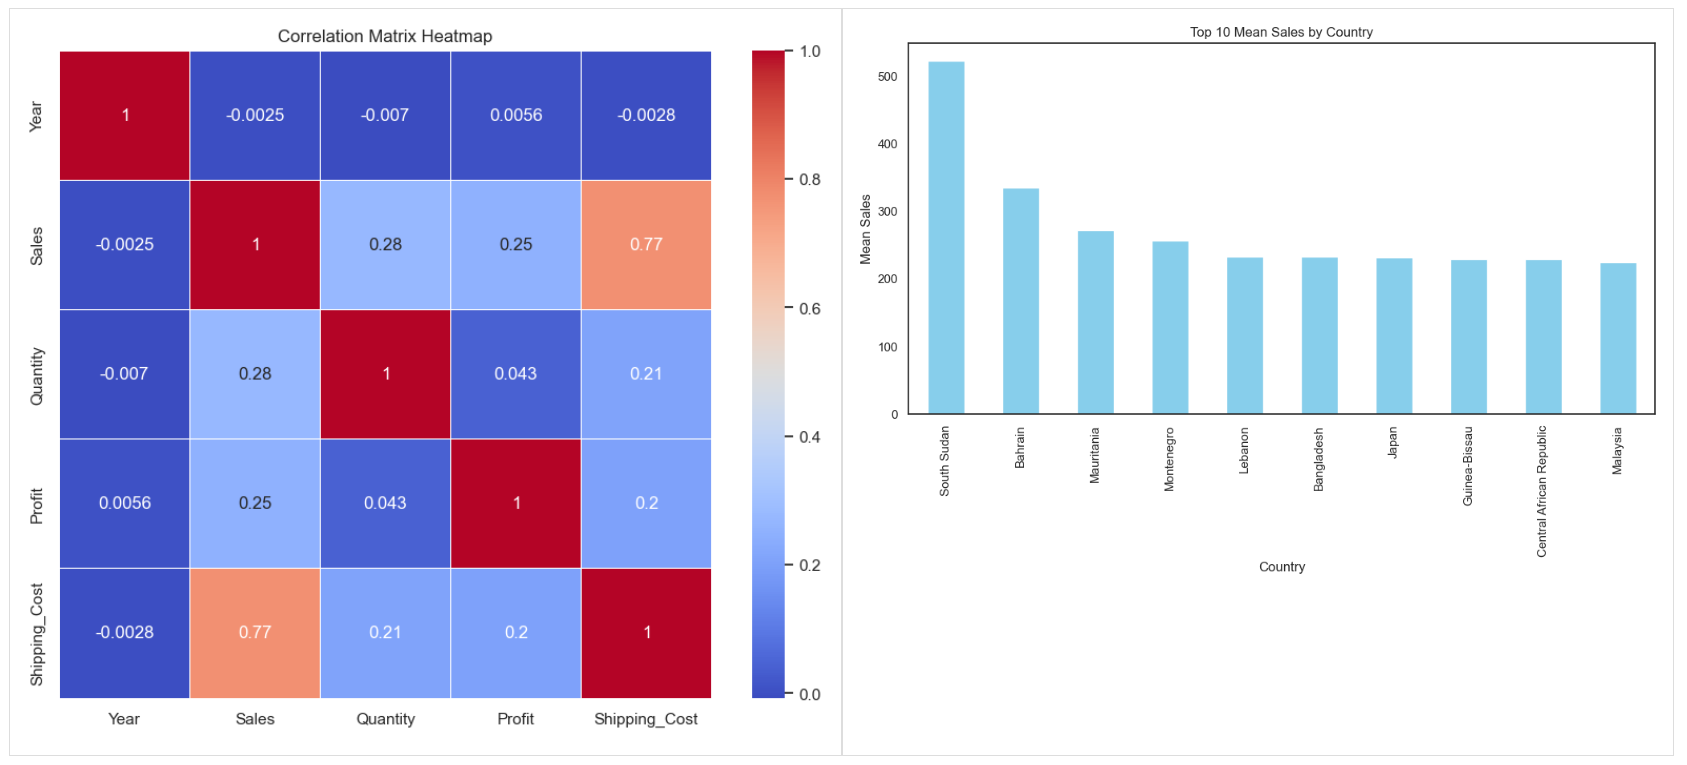 Correlation Matrix Heatmap
Year
1
-0.0025
-0.007
0.0056
-0.0028
Sales
-0.0025
1
0.28
0.25
0.77
Quantity
-0.007
0.28
1
0.043
0.21
Profit
0.0056
0.25
0.043
1
0.2
Shipping_Cost
-0.0028
0.77
0.21
0.2
1
Year
Sales
Quantity
Profit
Shipping_Cost
1.0
0.8
0.6
0.4
0.2
0.0
Top 10 Mean Sales by Country
Mean Sales
500
400
300
200
100
0
South Sudan
Bahrain
Mauritania
Montenegro
Lebanon
Bangladesh
Japan
Guinea-Bissau
Central African Republic
Malaysia
Country